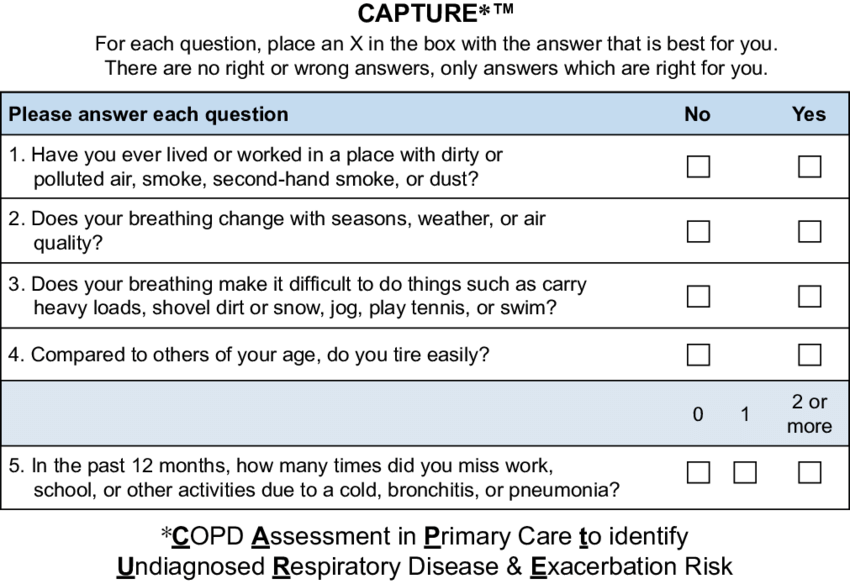 CAPTURE*™
For each question, place an X in the box with the answer that is best for you.
There are no right or wrong answers, only answers which are right for you.
Please answer each question No Yes
1. Have you ever lived or worked in a place with dirty or
polluted air, smoke, second-hand smoke, or dust?
2. Does your breathing change with seasons, weather, or air
quality?
3. Does your breathing make it difficult to do things such as carry
heavy loads, shovel dirt or snow, jog, play tennis, or swim?
4. Compared to others of your age, do you tire easily?
0 1 2 or
more
5. In the past 12 months, how many times did you miss work,
school, or other activities due to a cold, bronchitis, or pneumonia?
*COPD Assessment in Primary Care to identify
Undiagnosed Respiratory Disease & Exacerbation Risk